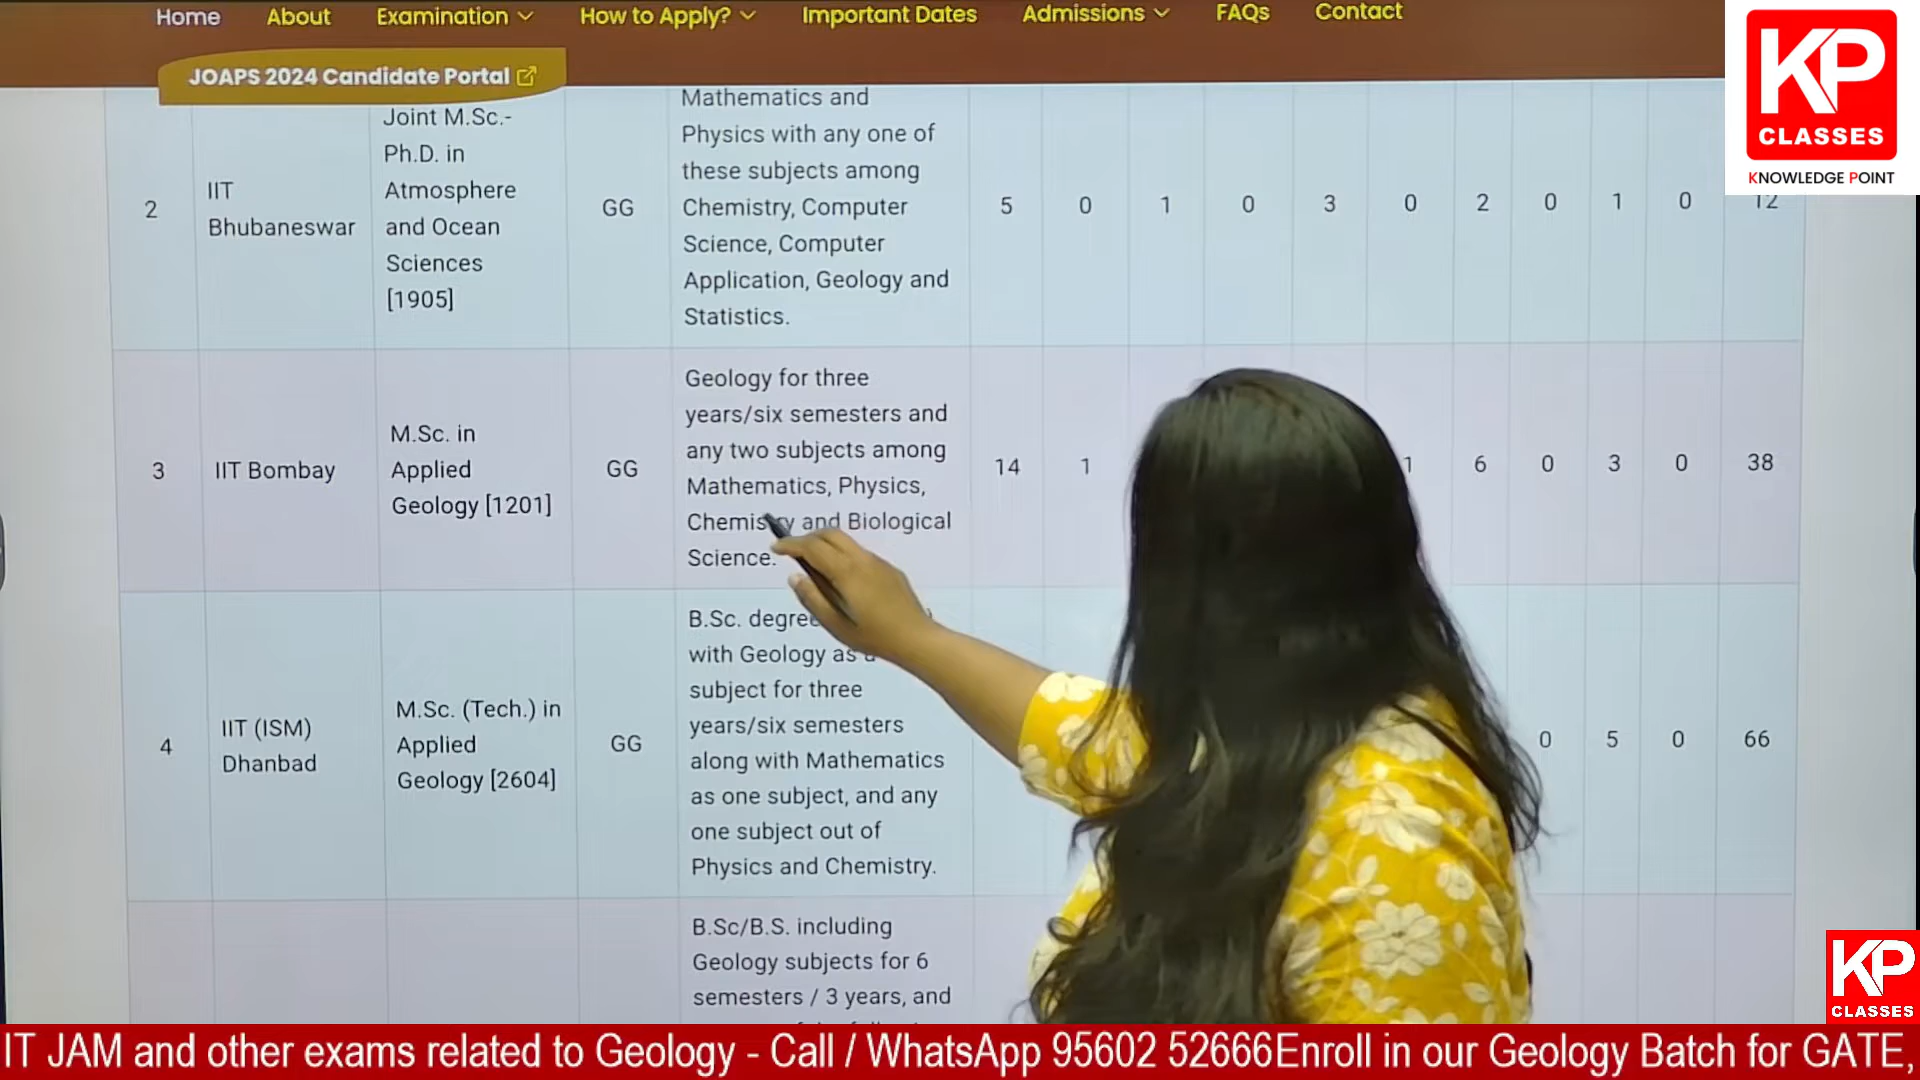 Home About Examination How to Apply? Important Dates Admissions FAQs Contact
JOAPS 2024 Candidate Portal
KP
CLASSES
KNOWLEDGE POINT
2
IIT
Bhubaneswar
Joint M.Sc.-
Ph.D. in
Atmosphere
and Ocean
Sciences
[1905]
GG
Mathematics and
Physics with any one of
these subjects among
Chemistry, Computer
Science, Computer
Application, Geology and
Statistics.
5 0 1 0 3 0 2 0 1 0 12
3
IIT Bombay
M.Sc. in
Applied
Geology [1201]
GG
Geology for three
years/six semesters and
any two subjects among
Mathematics, Physics,
Chemistry and Biological
Science.
14 1 1 6 0 3 0 38
4
IIT (ISM)
Dhanbad
M.Sc. (Tech.) in
Applied
Geology [2604]
GG
B.Sc. degree
with Geology as a
subject for three
years/six semesters
along with Mathematics
as one subject, and any
one subject out of
Physics and Chemistry.
0 5 0 66
B.Sc/B.S. including
Geology subjects for 6
semesters / 3 years, and
KP
CLASSES
IT JAM and other exams related to Geology - Call / WhatsApp 95602 52666Enroll in our Geology Batch for GATE,